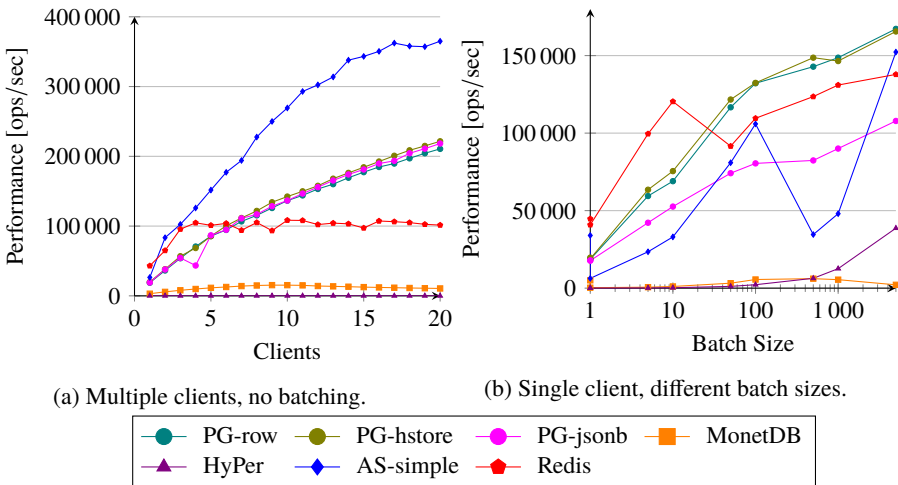 400 000
300 000
200 000
100 000
0
Performance [ops/sec]
0 5 10 15 20
Clients
(a) Multiple clients, no batching.
150 000
100 000
50 000
0
Performance [ops/sec]
1 10 100 1 000
Batch Size
(b) Single client, different batch sizes.
PG-row PG-hstore PG-jsonb MonetDB
HyPer AS-simple Redis